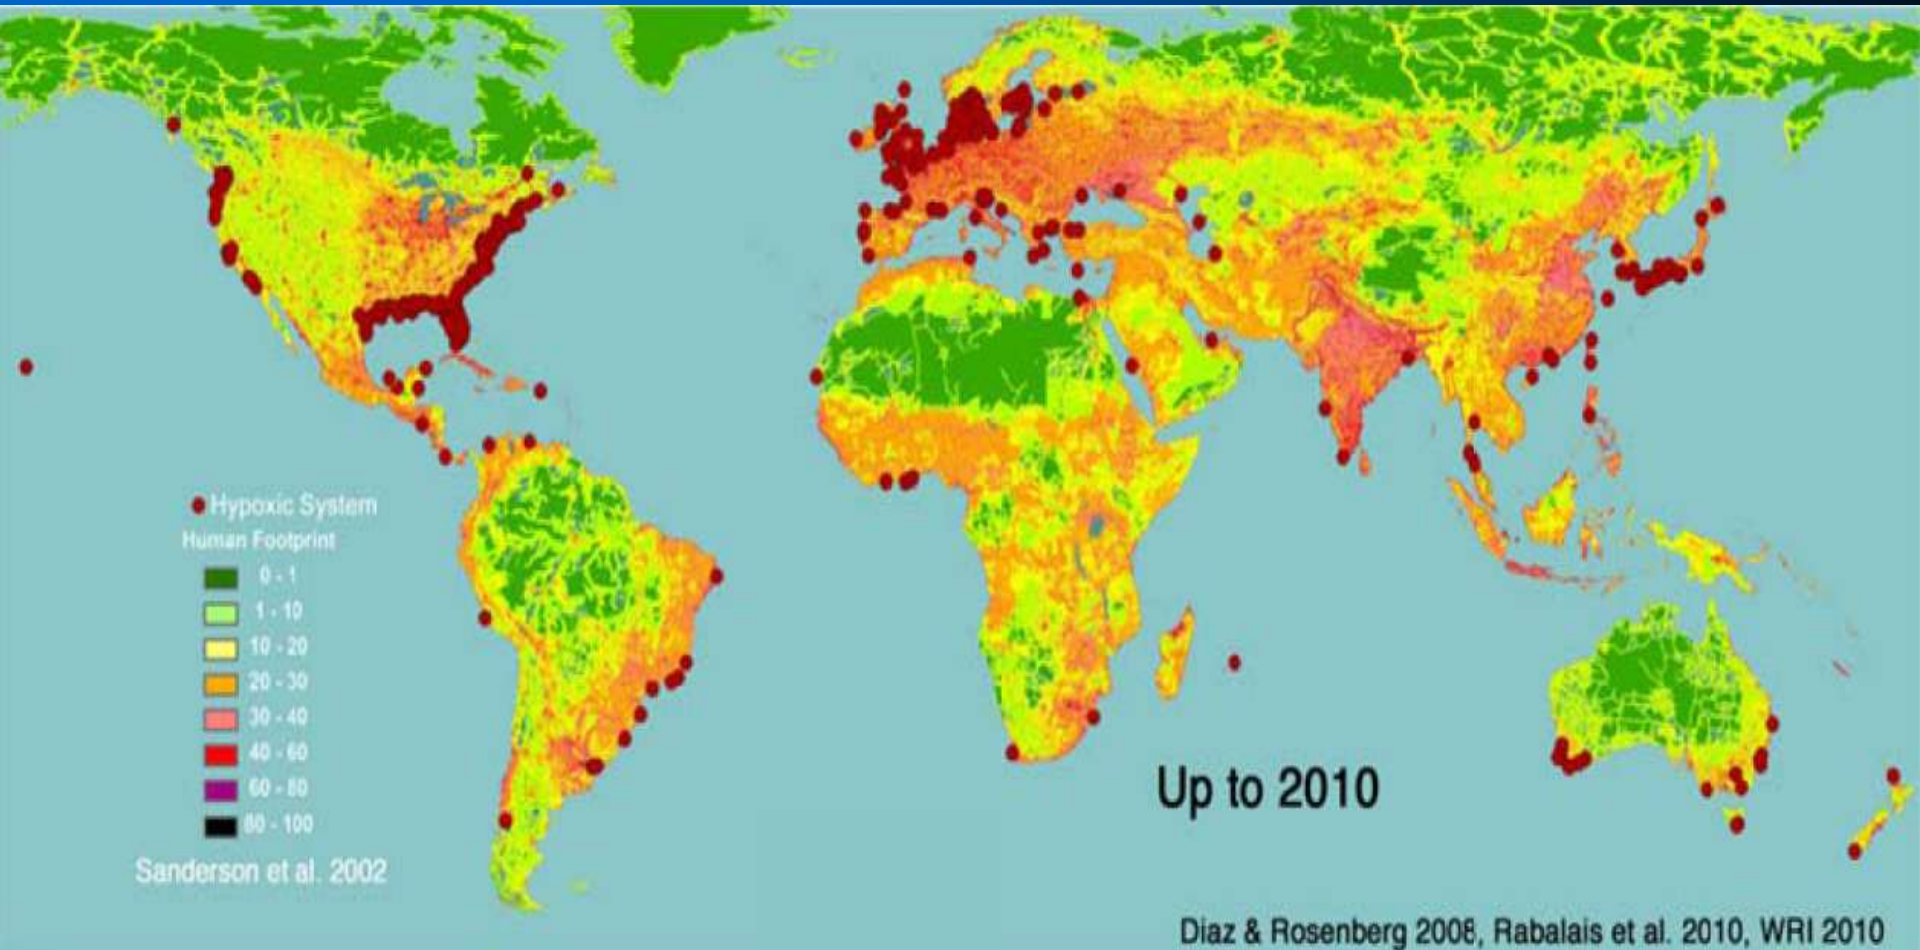 Hypoxic System
Human Footprint
0 - 1
1 - 10
10 - 20
20 - 30
30 - 40
40 - 60
60 - 80
80 - 100
Sanderson et al. 2002
Up to 2010
Diaz & Rosenberg 2008, Rabalais et al. 2010, WRI 2010